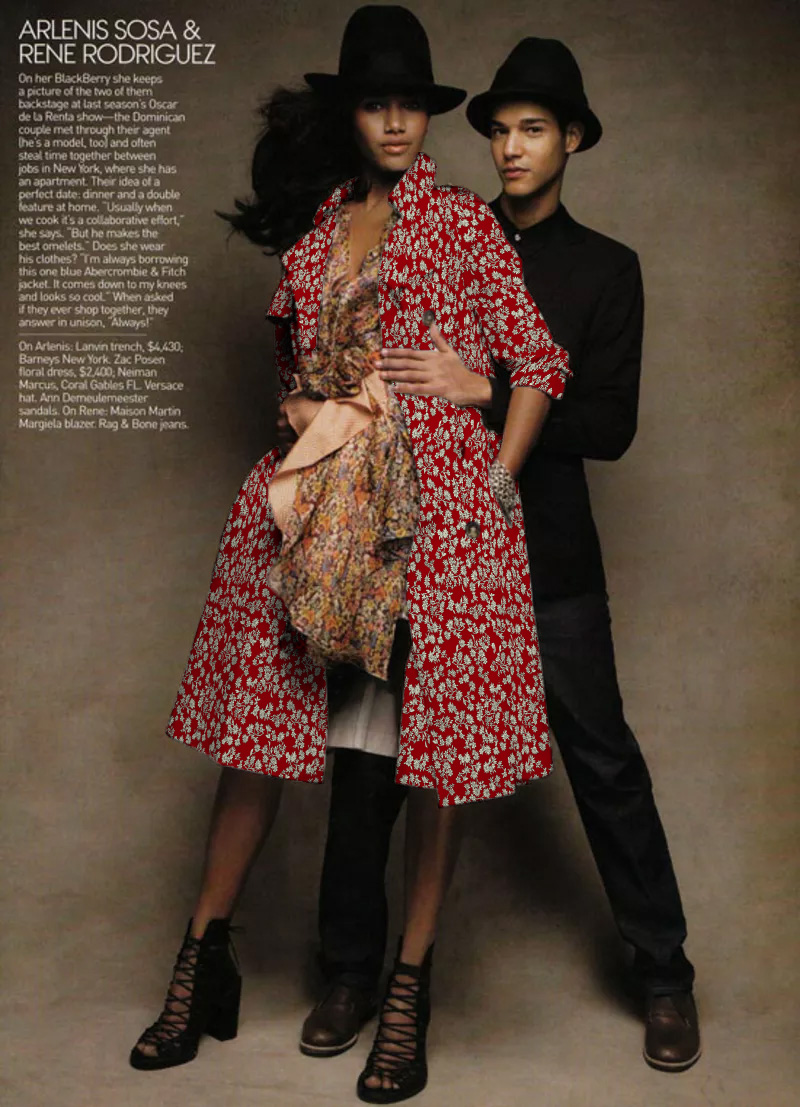 ARLENIS SOSA &
RENE RODRIGUEZ
On her BlackBerry she keeps
a picture of the two of them
backstage at last season's Oscar
de la Renta show—the Dominican
couple met through their agent
(he's a model, too) and often
steal time together between
jobs in New York, where she has
an apartment. Their idea of a
perfect date: dinner and a double
feature at home. "Usually when
we cook it's a collaborative effort,"
she says. "But he makes the
best omelets." Does she wear
his clothes? "I'm always borrowing
this one blue Abercrombie & Fitch
jacket. It comes down to my knees
and looks so cool." When asked
if they ever shop together, they
answer in unison, "Always!"
On Arlenis: Lanvin trench, $4,430;
Barneys New York. Zac Posen
floral dress, $2,400; Neiman
Marcus, Coral Gables FL. Versace
hat. Ann Demeulemeester
sandals. On Rene: Maison Martin
Margiela blazer. Rag & Bone jeans.